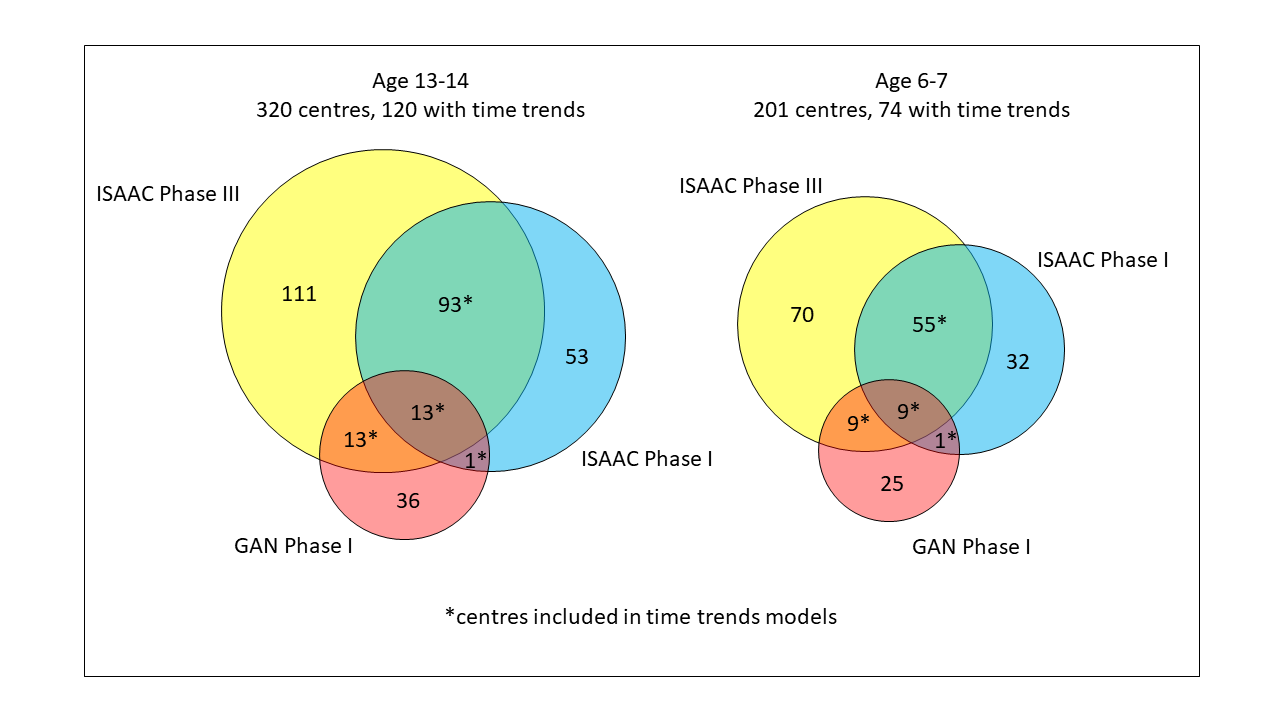 Age 13-14
320 centres, 120 with time trends
ISAAC Phase III
111
93*
53
13*
13*
1*
36
ISAAC Phase I
GAN Phase I
Age 6-7
201 centres, 74 with time trends
ISAAC Phase III
ISAAC Phase I
70
55*
32
9*
9*
1*
25
GAN Phase I
*centres included in time trends models